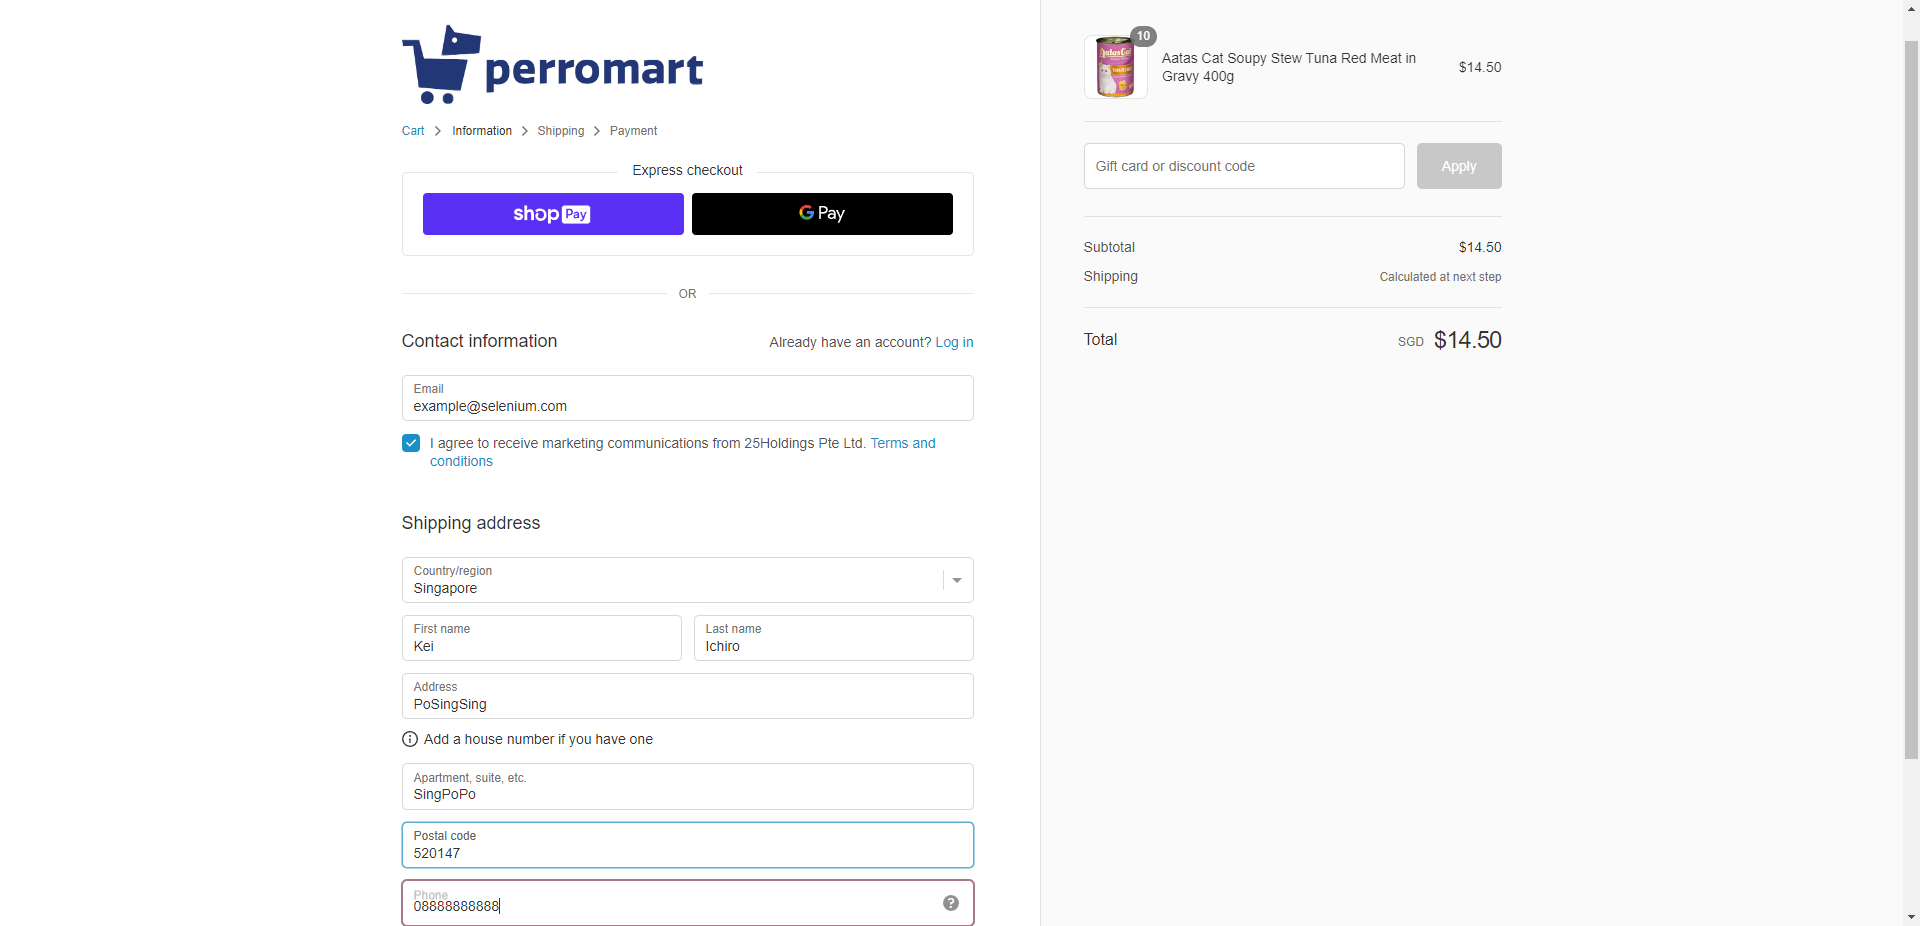 perromart
Cart > Information > Shipping > Payment
Express checkout
shop Pay
G Pay
OR
Contact information
Already have an account? Log in
Email
example@selenium.com
I agree to receive marketing communications from 25Holdings Pte Ltd. Terms and
conditions
Shipping address
Country/region
Singapore
First name
Kei
Last name
Ichiro
Address
PoSingSing
Add a house number if you have one
Apartment, suite, etc.
SingPoPo
Postal code
520147
Phone
08888888888
10
Aatas Cat Soupy Stew Tuna Red Meat in
Gravy 400g
$14.50
Gift card or discount code
Apply
Subtotal
$14.50
Shipping
Calculated at next step
Total
SGD $14.50